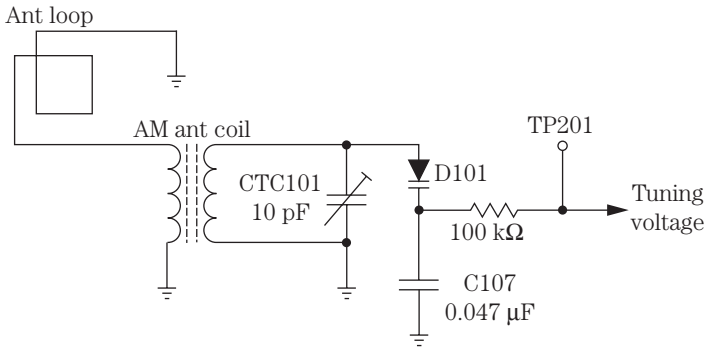 Ant loop
AM ant coil
TP201
CTC101
10 pF
D101
100 kΩ
Tuning
voltage
C107
0.047 μF